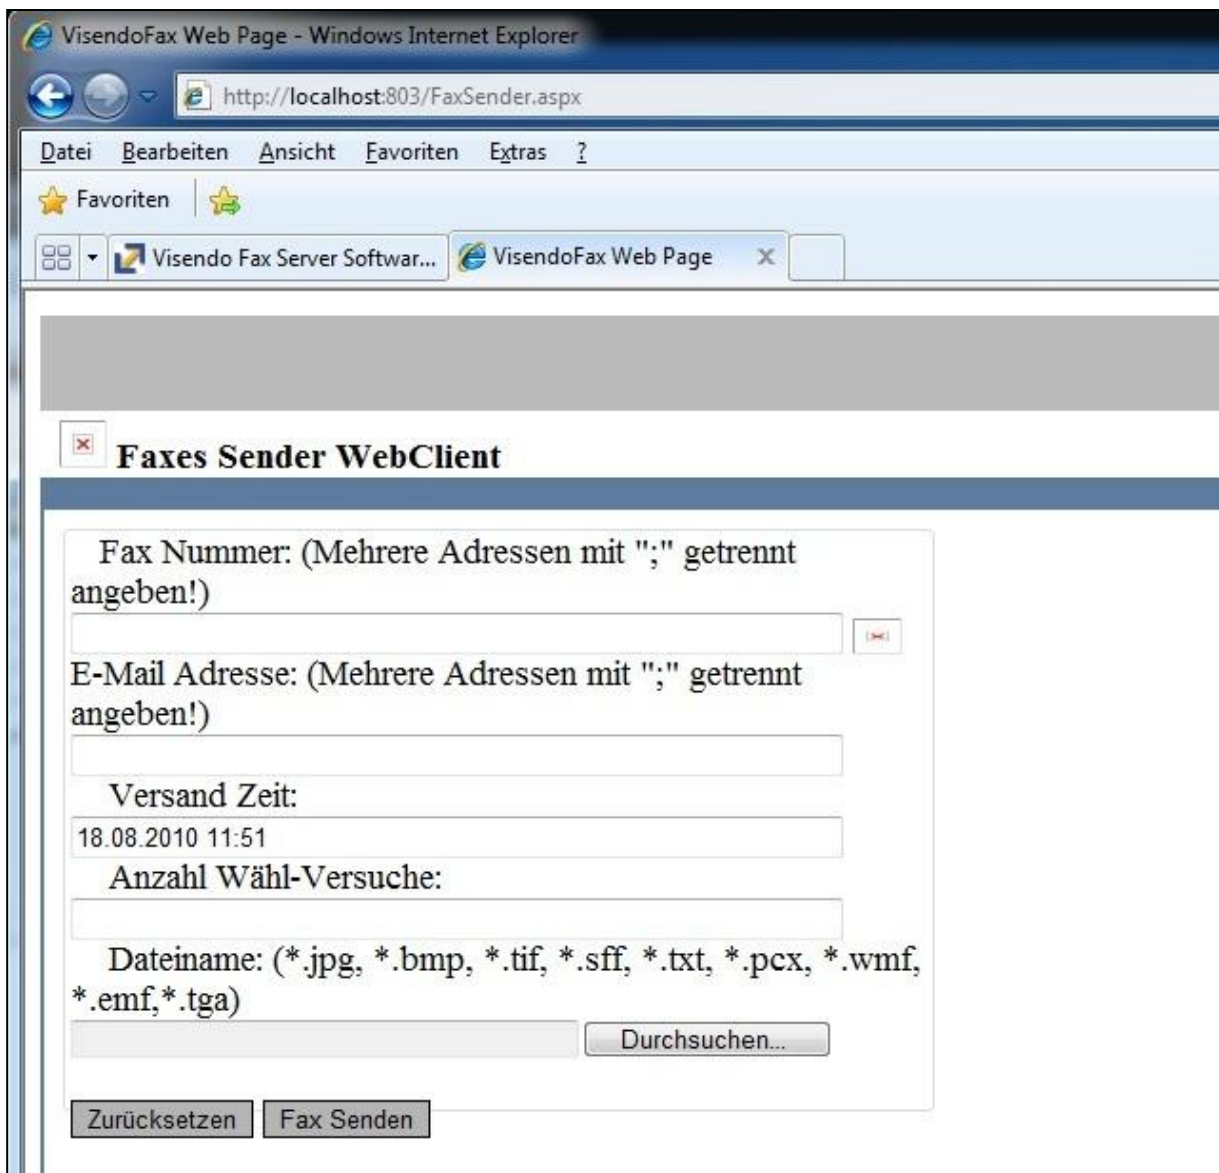 VisendoFax Web Page - Windows Internet Explorer
http://localhost:803/FaxSender.aspx
Datei Bearbeiten Ansicht Favoriten Extras ?
Favoriten
Visendo Fax Server Softwar... VisendoFax Web Page
Faxes Sender WebClient
Fax Nummer: (Mehrere Adressen mit ";" getrennt
angeben!)
E-Mail Adresse: (Mehrere Adressen mit ";" getrennt
angeben!)
Versand Zeit:
18.08.2010 11:51
Anzahl Wähl-Versuche:
Dateiname: (*.jpg, *.bmp, *.tif, *.sff, *.txt, *.pcx, *.wmf,
*.emf,*.tga)
Durchsuchen...
Zurücksetzen Fax Senden